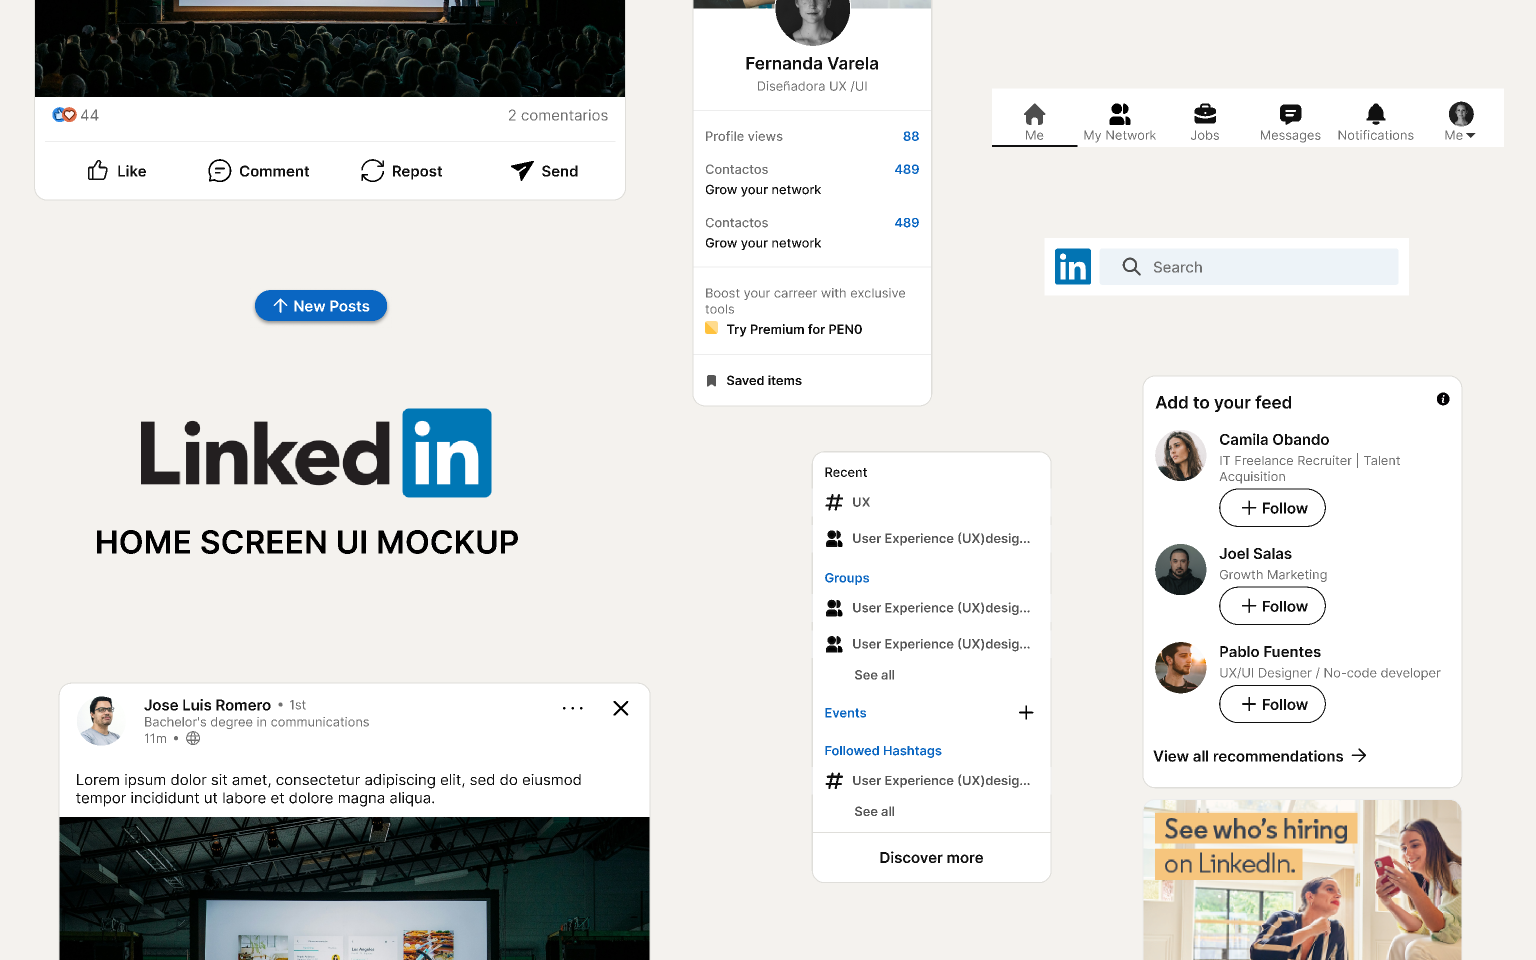 44
2 comentarios
Like
Comment
Repost
Send
New Posts
Linked in
HOME SCREEN UI MOCKUP
Jose Luis Romero • 1st
Bachelor's degree in communications
11m •
Lorem ipsum dolor sit amet, consectetur adipiscing elit, sed do eiusmod
tempor incididunt ut labore et dolore magna aliqua.
Los Angeles
Fernanda Varela
Diseñadora UX /UI
Profile views 88
Contactos 489
Grow your network
Contactos 489
Grow your network
Boost your carreer with exclusive
tools
Try Premium for PEN0
Saved items
Recent
# UX
User Experience (UX)desig...
Groups
User Experience (UX)desig...
User Experience (UX)desig...
See all
Events
Followed Hashtags
# User Experience (UX)desig...
See all
Discover more
Me
My Network
Jobs
Messages
Notifications
Me
in
Search
Add to your feed
Camila Obando
IT Freelance Recruiter | Talent
Acquisition
+ Follow
Joel Salas
Growth Marketing
+ Follow
Pablo Fuentes
UX/UI Designer / No-code developer
+ Follow
View all recommendations →
See who's hiring
on LinkedIn.